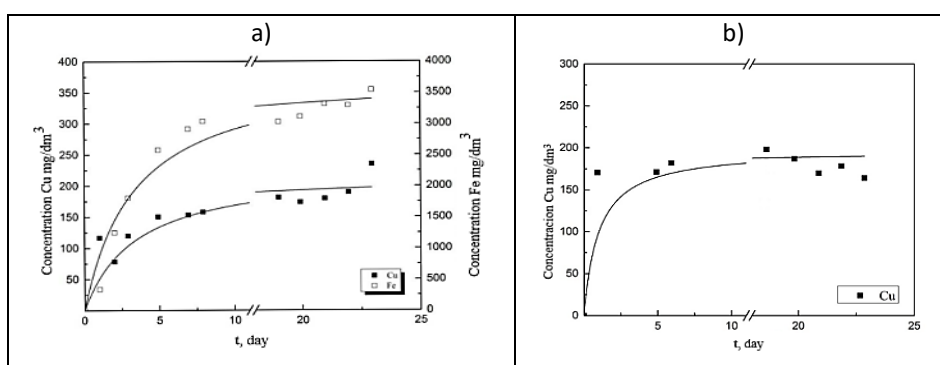 a)
400
350
300
250
200
150
100
50
Concentration Cu mg/dm³
4000
3500
3000
2500
2000
1500
1000
500
0
Concentration Fe mg/dm³
0 5 10 20 25
t, day
Cu
Fe
b)
300
250
200
150
100
50
0
Concentracion Cu mg/dm³
0 5 10 20 25
t, day
Cu